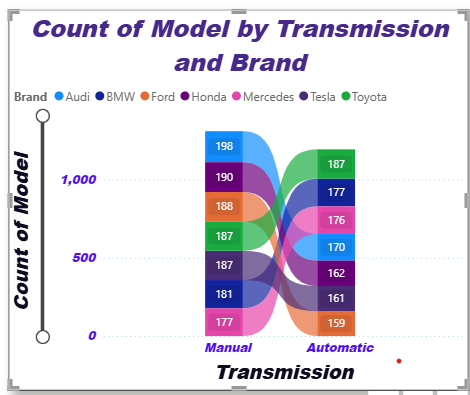 Count of Model by Transmission
and Brand
Brand Audi BMW Ford Honda Mercedes Tesla Toyota
Count of Model
1,000
500
0
198
190
188
187
187
181
177
187
177
176
170
162
161
159
Manual Automatic
Transmission